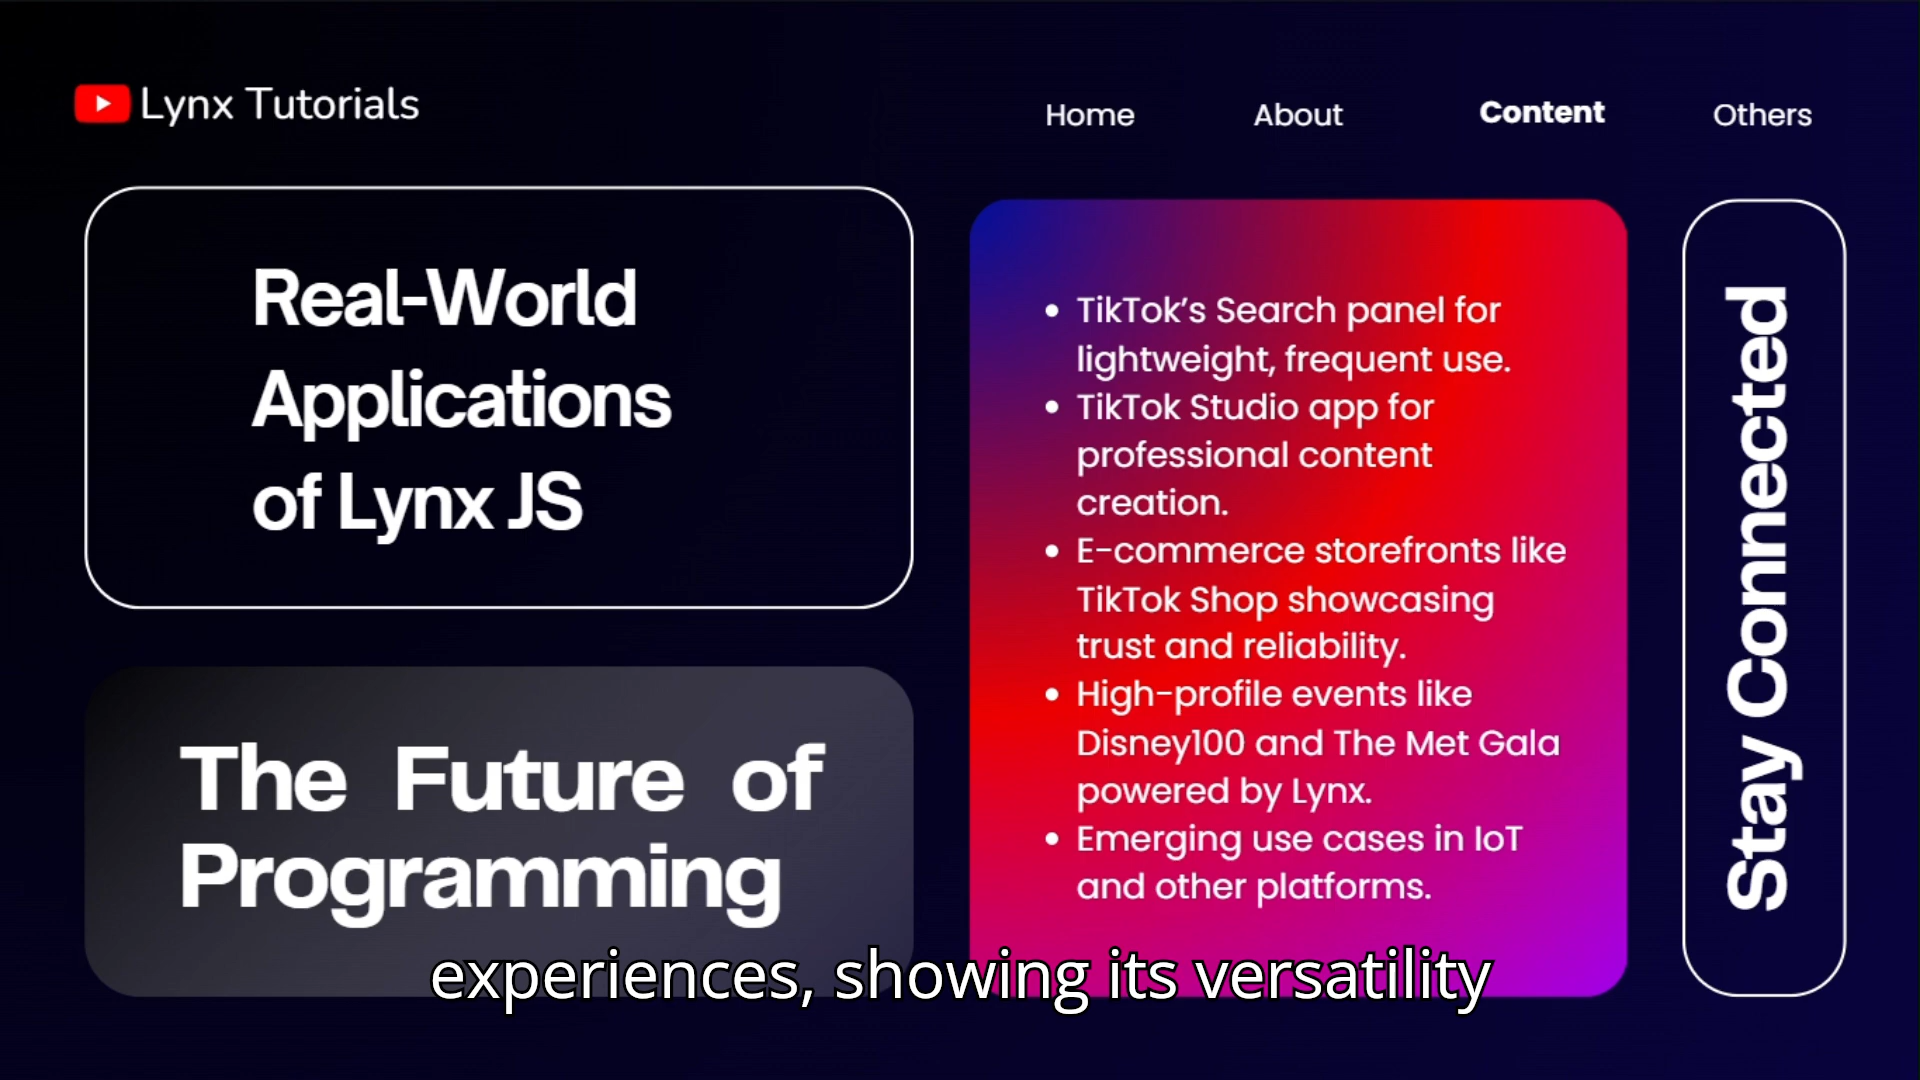 Lynx Tutorials
Home
About
Content
Others
Real-World
Applications
of Lynx JS
The Future of
Programming
• TikTok’s Search panel for
lightweight, frequent use.
• TikTok Studio app for
professional content
creation.
• E-commerce storefronts like
TikTok Shop showcasing
trust and reliability.
• High-profile events like
Disney100 and The Met Gala
powered by Lynx.
• Emerging use cases in IoT
and other platforms.
Stay Connected
experiences, showing its versatility